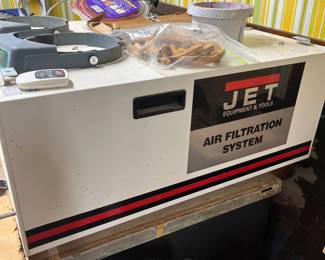 JET
EQUIPMENT & TOOLS
AIR FILTRATION
SYSTEM